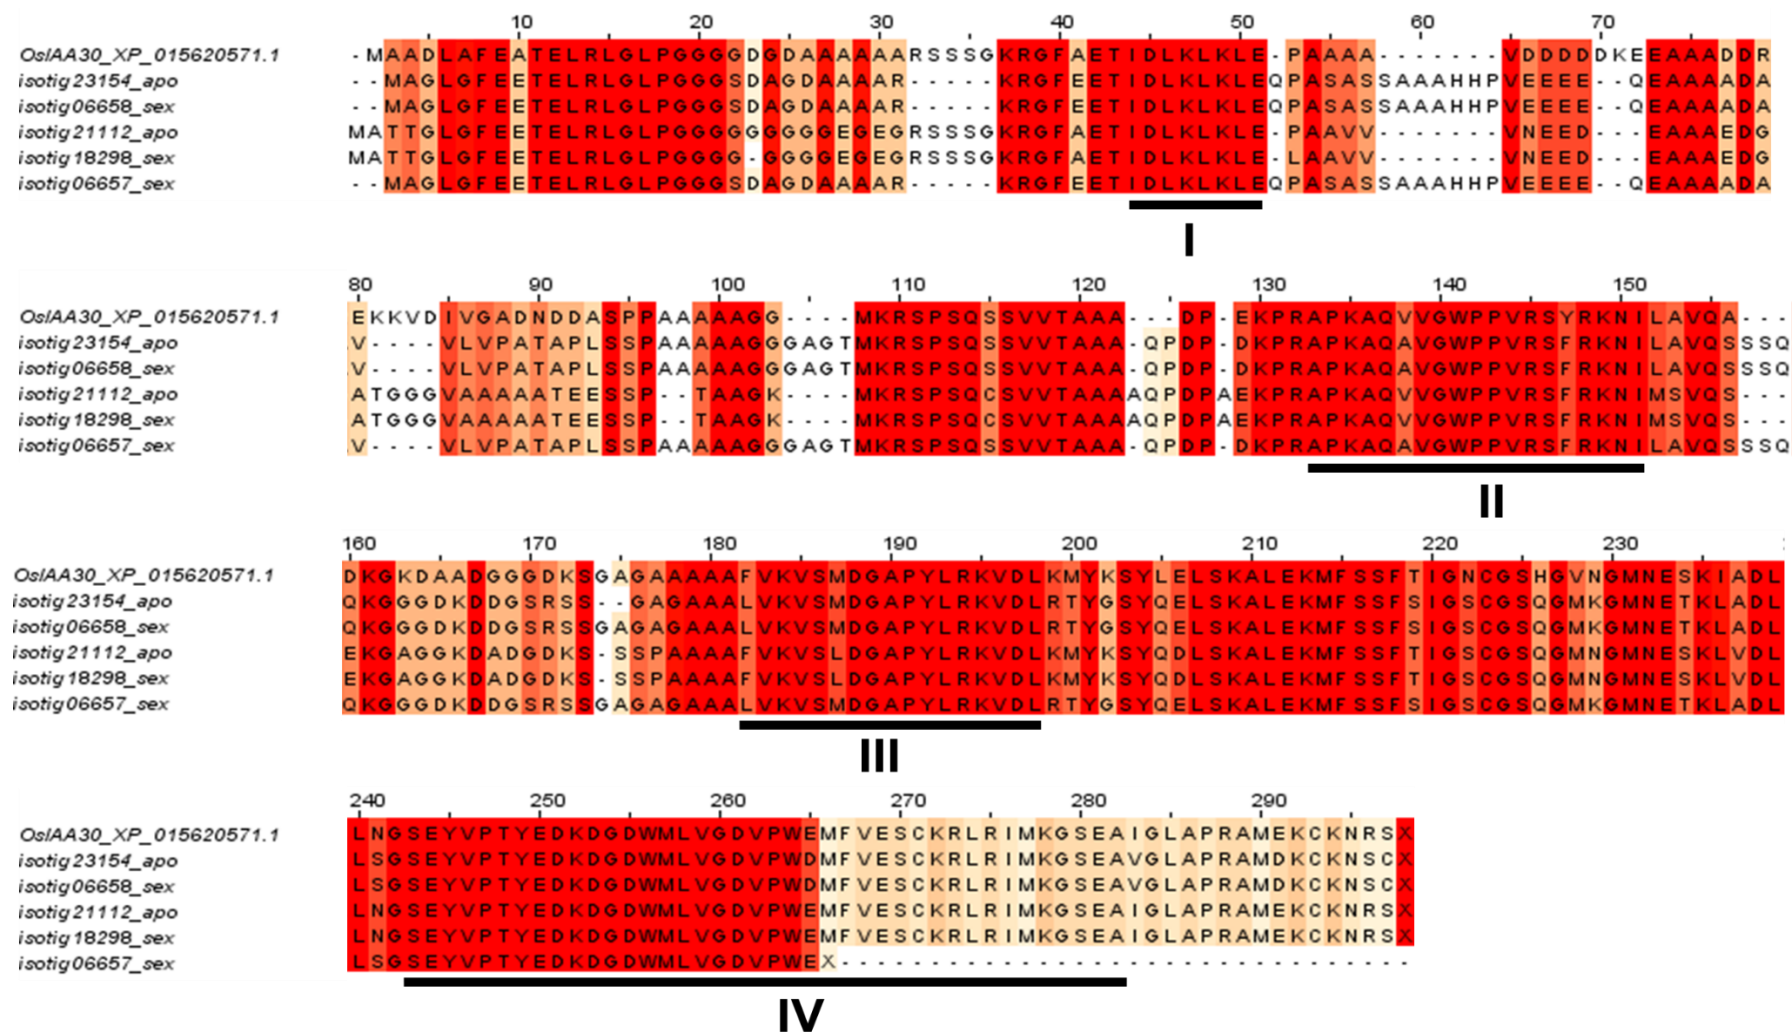 10 20 30 40 50 60 70
OsIAA30_XP_015620571.1 -MAADLAFEATELRLGLPGGGGDGDAAAAAARSSSGKRGFAETIDLKLKLE-PAAAA-------VDDDDDKEEAAADDR
isotig23154_apo --MAGLGFEETELRLGLPGGGSDAGDAAAAR-----KRGFEETIDLKLKLEQPASASSAAAHHPVEEEE--QEAAAADA
isotig06658_sex --MAGLGFEETELRLGLPGGGSDAGDAAAAR-----KRGFEETIDLKLKLEQPASASSAAAHHPVEEEE--QEAAAADA
isotig21112_apo MATTGLGFEETELRLGLPGGGGGGGGEGEGRSSSGKRGFAETIDLKLKLE-PAAVV-------VNEED---EAAAEDG
isotig18298_sex MATTGLGFEETELRLGLPGGGG-GGGGEGEGRSSSGKRGFAETIDLKLKLE-LAAVV-------VNEED---EAAAEDG
isotig06657_sex --MAGLGFEETELRLGLPGGGSDAGDAAAAR-----KRGFEETIDLKLKLEQPASASSAAAHHPVEEEE--QEAAAADA
I
80 90 100 110 120 130 140 150
OsIAA30_XP_015620571.1 EKKVDIVGADNDDASPPAAAAAGG----MKRSPSQSSVVTAAA---DP-EKPRAPKAQVVGWPPVRSYRKNILAVQA---
isotig23154_apo V----VLVPATAPLSSPAAAAAGGGAGTMKRSPSQSSVVTAAA-QPDP-DKPRAPKAQAVGWPPVRSFRKNILAVQSSSQ
isotig06658_sex V----VLVPATAPLSSPAAAAAGGGAGTMKRSPSQSSVVTAAA-QPDP-DKPRAPKAQAVGWPPVRSFRKNILAVQSSSQ
isotig21112_apo ATGGGVAAAAATEESSP--TAAGK----MKRSPSQCSVVTAAAAQPDPAEKPRAPKAQVVGWPPVRSFRKNIMSVQS---
isotig18298_sex ATGGGVAAAAATEESSP--TAAGK----MKRSPSQCSVVTAAAAQPDPAEKPRAPKAQVVGWPPVRSFRKNIMSVQS---
isotig06657_sex V----VLVPATAPLSSPAAAAAGGGAGTMKRSPSQSSVVTAAA-QPDP-DKPRAPKAQAVGWPPVRSFRKNILAVQSSSQ
II
160 170 180 190 200 210 220 230
OsIAA30_XP_015620571.1 DKGKDAADGGGDKSGAGAAAAAFVKVSMDGAPYLRKVDLKMYKSYLELSKALEKMFSSFTIGNCGSHGVNGMNESKIADL
isotig23154_apo QKGGGDKDDGSRSS--GAGAAALVKVSMDGAPYLRKVDLRTYGSYQELSKALEKMFSSFSIGSCGSQGMKGMNETKLADL
isotig06658_sex QKGGGDKDDGSRSSGAGAGAAALVKVSMDGAPYLRKVDLRTYGSYQELSKALEKMFSSFSIGSCGSQGMKGMNETKLADL
isotig21112_apo EKGAGGKDADGDKS-SSPAAAAFVKVSLDGAPYLRKVDLKMYKSYQDLSKALEKMFSSFTIGSCGSQGMNGMNESKLVDL
isotig18298_sex EKGAGGKDADGDKS-SSPAAAAFVKVSLDGAPYLRKVDLKMYKSYQDLSKALEKMFSSFTIGSCGSQGMNGMNESKLVDL
isotig06657_sex QKGGGDKDDGSRSSGAGAGAAALVKVSMDGAPYLRKVDLRTYGSYQELSKALEKMFSSFSIGSCGSQGMKGMNETKLADL
III
240 250 260 270 280 290
OsIAA30_XP_015620571.1 LNGSEYVPTYEDKDGDWMLVGDVPWEMFVESCKRLRIMKGSEAIGLAPRAMEKCKNRSX
isotig23154_apo LSGSEYVPTYEDKDGDWMLVGDVPWDMFVESCKRLRIMKGSEAVGLAPRAMDKCKNSCX
isotig06658_sex LSGSEYVPTYEDKDGDWMLVGDVPWDMFVESCKRLRIMKGSEAVGLAPRAMDKCKNSCX
isotig21112_apo LNGSEYVPTYEDKDGDWMLVGDVPWEMFVESCKRLRIMKGSEAIGLAPRAMEKCKNRSX
isotig18298_sex LNGSEYVPTYEDKDGDWMLVGDVPWEMFVESCKRLRIMKGSEAIGLAPRAMEKCKNRSX
isotig06657_sex LSGSEYVPTYEDKDGDWMLVGDVPWEX--------------------------------
IV